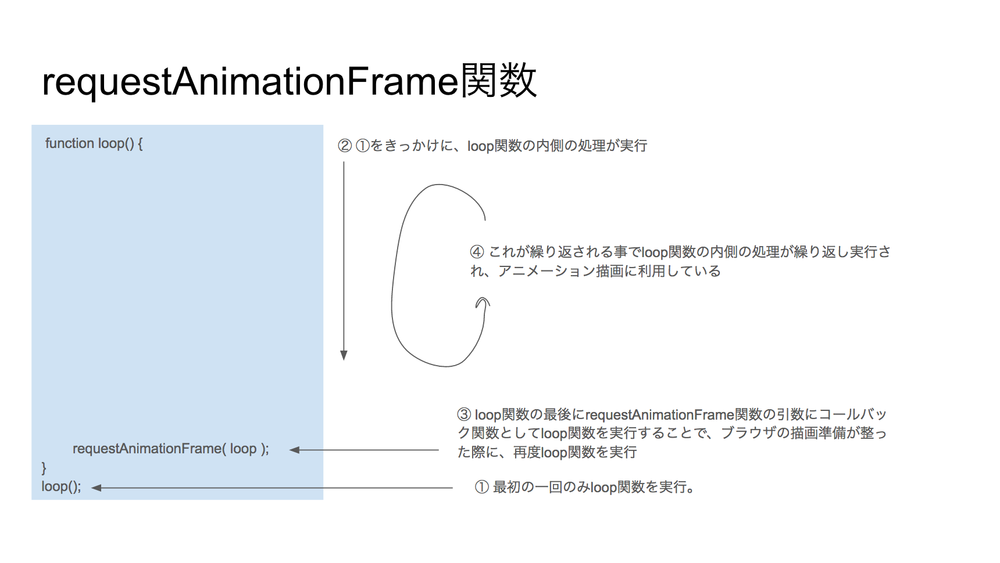 requestAnimationFrame関数
function loop() {
② ①をきっかけに、loop関数の内側の処理が実行
④ これが繰り返される事でloop関数の内側の処理が繰り返し実行さ
れ、アニメーション描画に利用している
③ loop関数の最後にrequestAnimationFrame関数の引数にコールバッ
ク関数としてloop関数を実行することで、ブラウザの描画準備が整っ
た際に、再度loop関数を実行
requestAnimationFrame( loop );
}
loop();
① 最初の一回のみloop関数を実行。